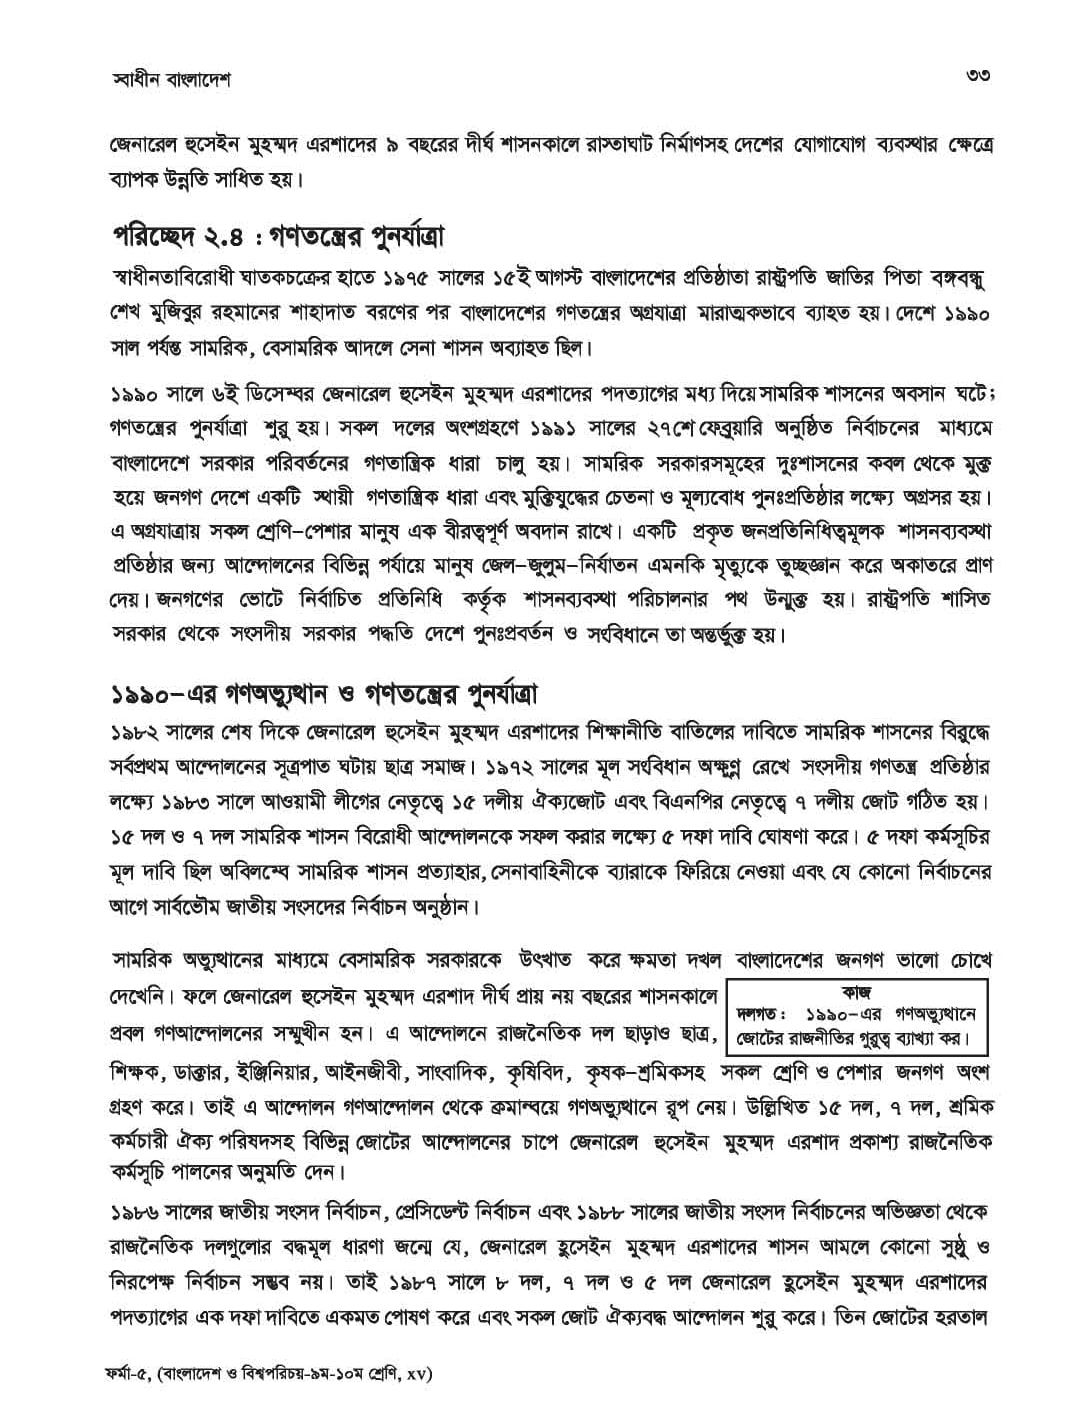 স্বাধীন বাংলাদেশ ৩৩
জেনারেল হুসেইন মুহম্মদ এরশাদের ৯ বছরের দীর্ঘ শাসনকালে রাস্তাঘাট নির্মাণসহ দেশের যোগাযোগ ব্যবস্থার ক্ষেত্রে
ব্যাপক উন্নতি সাধিত হয়।
পরিচ্ছেদ ২.৪ : গণতন্ত্রের পুনর্যাত্রা
স্বাধীনতাবিরোধী ঘাতকচক্রের হাতে ১৯৭৫ সালের ১৫ই আগস্ট বাংলাদেশের প্রতিষ্ঠাতা রাষ্ট্রপতি জাতির পিতা বঙ্গবন্ধু
শেখ মুজিবুর রহমানের শাহাদাত বরণের পর বাংলাদেশের গণতন্ত্রের অগ্রযাত্রা মারাত্মকভাবে ব্যাহত হয়। দেশে ১৯৯০
সাল পর্যন্ত সামরিক, বেসামরিক আদলে সেনা শাসন অব্যাহত ছিল।
১৯৯০ সালে ৬ই ডিসেম্বর জেনারেল হুসেইন মুহম্মদ এরশাদের পদত্যাগের মধ্য দিয়ে সামরিক শাসনের অবসান ঘটে;
গণতন্ত্রের পুনর্যাত্রা শুরু হয়। সকল দলের অংশগ্রহণে ১৯৯১ সালের ২৭শে ফেব্রুয়ারি অনুষ্ঠিত নির্বাচনের মাধ্যমে
বাংলাদেশে সরকার পরিবর্তনের গণতান্ত্রিক ধারা চালু হয়। সামরিক সরকারসমূহের দুঃশাসনের কবল থেকে মুক্ত
হয়ে জনগণ দেশে একটি স্থায়ী গণতান্ত্রিক ধারা এবং মুক্তিযুদ্ধের চেতনা ও মূল্যবোধ পুনঃপ্রতিষ্ঠার লক্ষ্যে অগ্রসর হয়।
এ অগ্রযাত্রায় সকল শ্রেণি–পেশার মানুষ এক বীরত্বপূর্ণ অবদান রাখে। একটি প্রকৃত জনপ্রতিনিধিত্বমূলক শাসনব্যবস্থা
প্রতিষ্ঠার জন্য আন্দোলনের বিভিন্ন পর্যায়ে মানুষ জেল–জুলুম–নির্যাতন এমনকি মৃত্যুকে তুচ্ছজ্ঞান করে অকাতরে প্রাণ
দেয়। জনগণের ভোটে নির্বাচিত প্রতিনিধি কর্তৃক শাসনব্যবস্থা পরিচালনার পথ উন্মুক্ত হয়। রাষ্ট্রপতি শাসিত
সরকার থেকে সংসদীয় সরকার পদ্ধতি দেশে পুনঃপ্রবর্তন ও সংবিধানে তা অন্তর্ভুক্ত হয়।
১৯৯০–এর গণঅভ্যুত্থান ও গণতন্ত্রের পুনর্যাত্রা
১৯৮২ সালের শেষ দিকে জেনারেল হুসেইন মুহম্মদ এরশাদের শিক্ষানীতি বাতিলের দাবিতে সামরিক শাসনের বিরুদ্ধে
সর্বপ্রথম আন্দোলনের সূত্রপাত ঘটায় ছাত্র সমাজ। ১৯৭২ সালের মূল সংবিধান অক্ষুণ্ণ রেখে সংসদীয় গণতন্ত্র প্রতিষ্ঠার
লক্ষ্যে ১৯৮৩ সালে আওয়ামী লীগের নেতৃত্বে ১৫ দলীয় ঐক্যজোট এবং বিএনপির নেতৃত্বে ৭ দলীয় জোট গঠিত হয়।
১৫ দল ও ৭ দল সামরিক শাসন বিরোধী আন্দোলনকে সফল করার লক্ষ্যে ৫ দফা দাবি ঘোষণা করে। ৫ দফা কর্মসূচির
মূল দাবি ছিল অবিলম্বে সামরিক শাসন প্রত্যাহার, সেনাবাহিনীকে ব্যারাকে ফিরিয়ে নেওয়া এবং যে কোনো নির্বাচনের
আগে সার্বভৌম জাতীয় সংসদের নির্বাচন অনুষ্ঠান।
সামরিক অভ্যুত্থানের মাধ্যমে বেসামরিক সরকারকে উৎখাত করে ক্ষমতা দখল বাংলাদেশের জনগণ ভালো চোখে
দেখেনি। ফলে জেনারেল হুসেইন মুহম্মদ এরশাদ দীর্ঘ প্রায় নয় বছরের শাসনকালে
প্রবল গণআন্দোলনের সম্মুখীন হন। এ আন্দোলনে রাজনৈতিক দল ছাড়াও ছাত্র,
কাজ
দলগত : ১৯৯০–এর গণঅভ্যুত্থানে
জোটের রাজনীতির গুরুত্ব ব্যাখ্যা কর।
শিক্ষক, ডাক্তার, ইঞ্জিনিয়ার, আইনজীবী, সাংবাদিক, কৃষিবিদ, কৃষক–শ্রমিকসহ সকল শ্রেণি ও পেশার জনগণ অংশ
গ্রহণ করে। তাই এ আন্দোলন গণআন্দোলন থেকে ক্রমান্বয়ে গণঅভ্যুত্থানে রূপ নেয়। উল্লিখিত ১৫ দল, ৭ দল, শ্রমিক
কর্মচারী ঐক্য পরিষদসহ বিভিন্ন জোটের আন্দোলনের চাপে জেনারেল হুসেইন মুহম্মদ এরশাদ প্রকাশ্য রাজনৈতিক
কর্মসূচি পালনের অনুমতি দেন।
১৯৮৬ সালের জাতীয় সংসদ নির্বাচন, প্রেসিডেন্ট নির্বাচন এবং ১৯৮৮ সালের জাতীয় সংসদ নির্বাচনের অভিজ্ঞতা থেকে
রাজনৈতিক দলগুলোর বদ্ধমূল ধারণা জন্মে যে, জেনারেল হুসেইন মুহম্মদ এরশাদের শাসন আমলে কোনো সুষ্ঠু ও
নিরপেক্ষ নির্বাচন সম্ভব নয়। তাই ১৯৮৭ সালে ৮ দল, ৭ দল ও ৫ দল জেনারেল হুসেইন মুহম্মদ এরশাদের
পদত্যাগের এক দফা দাবিতে একমত পোষণ করে এবং সকল জোট ঐক্যবদ্ধ আন্দোলন শুরু করে। তিন জোটের হরতাল
ফর্মা-৫, (বাংলাদেশ ও বিশ্বপরিচয়-৯ম-১০ম শ্রেণি, xv)